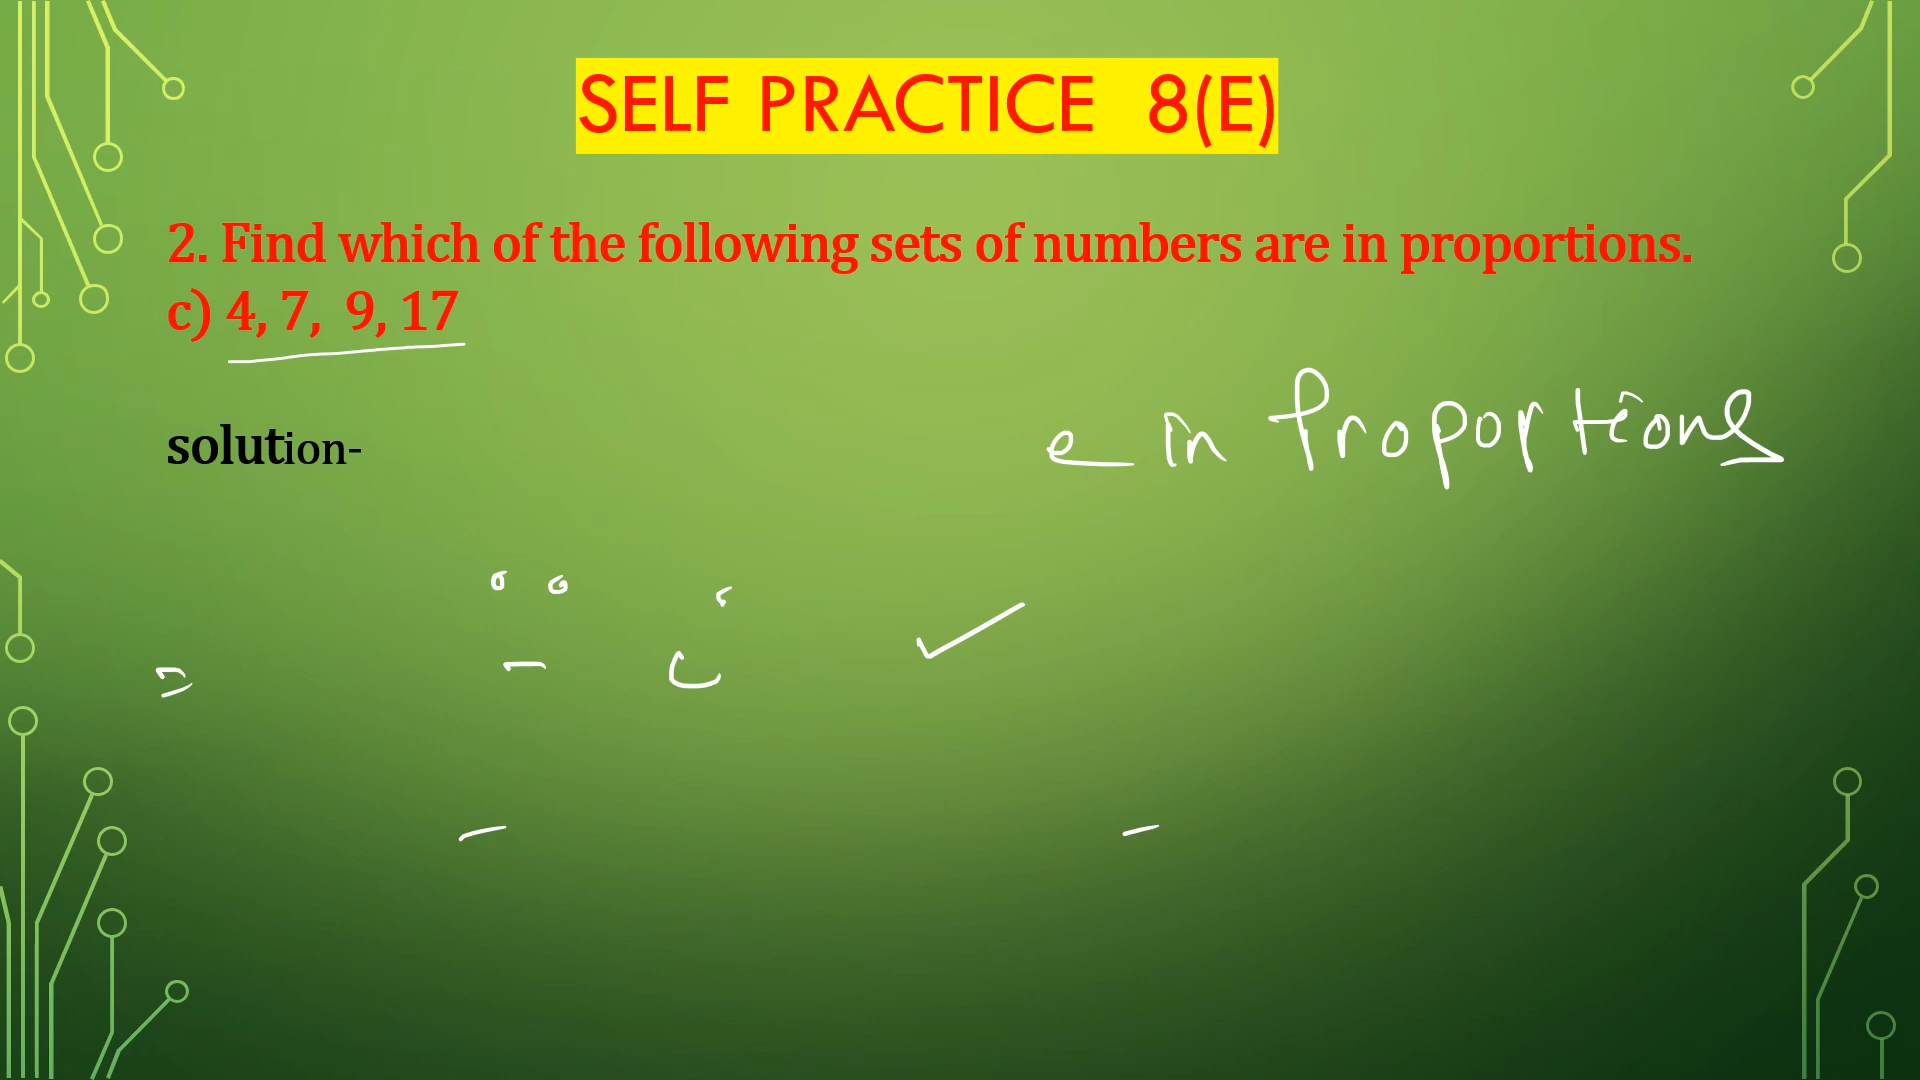 SELF PRACTICE 8(E)
2. Find which of the following sets of numbers are in proportions.
c) 4, 7, 9, 17
e in Proportions
solution-